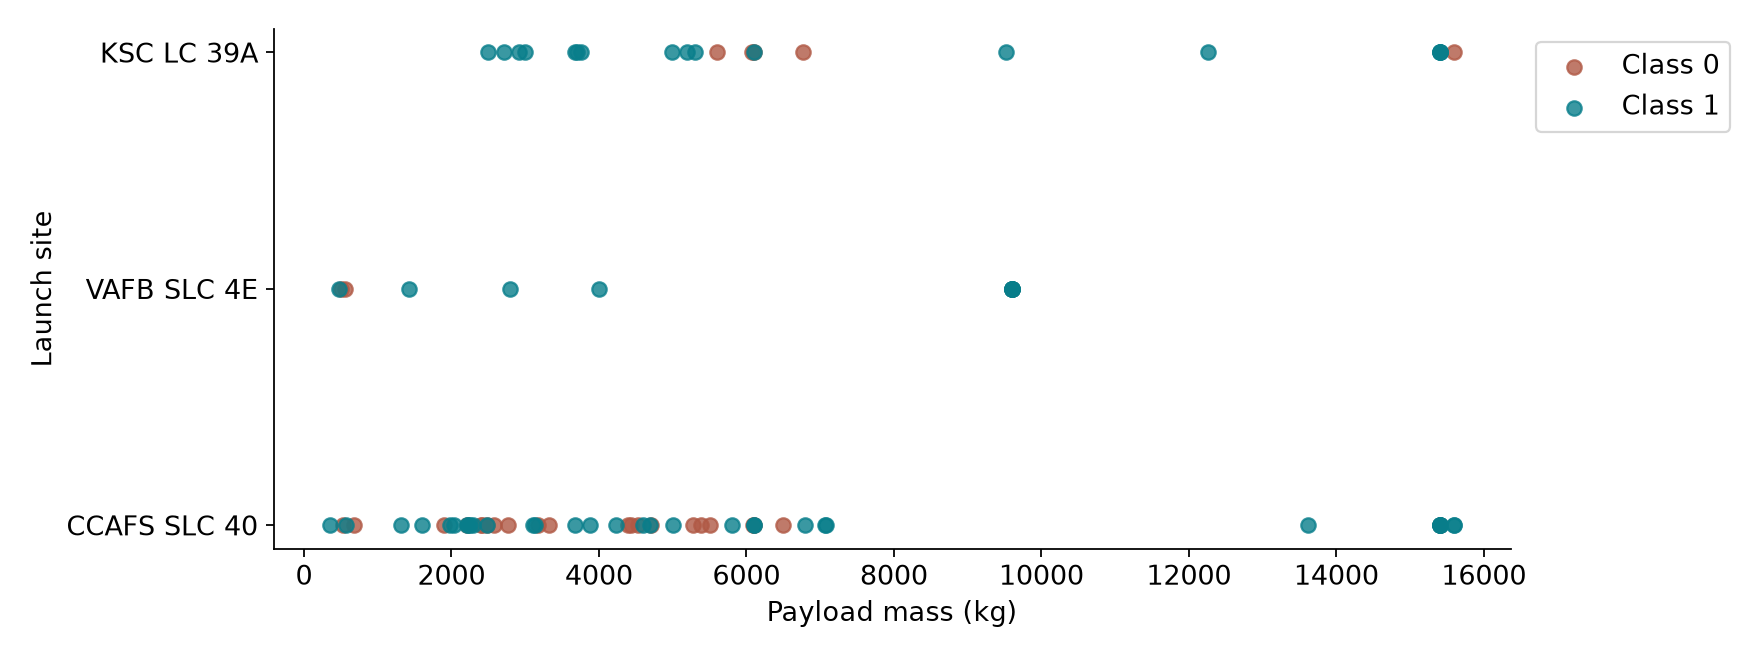 KSC LC 39A
VAFB SLC 4E
CCAFS SLC 40
Launch site
0 2000 4000 6000 8000 10000 12000 14000 16000
Payload mass (kg)
Class 0
Class 1